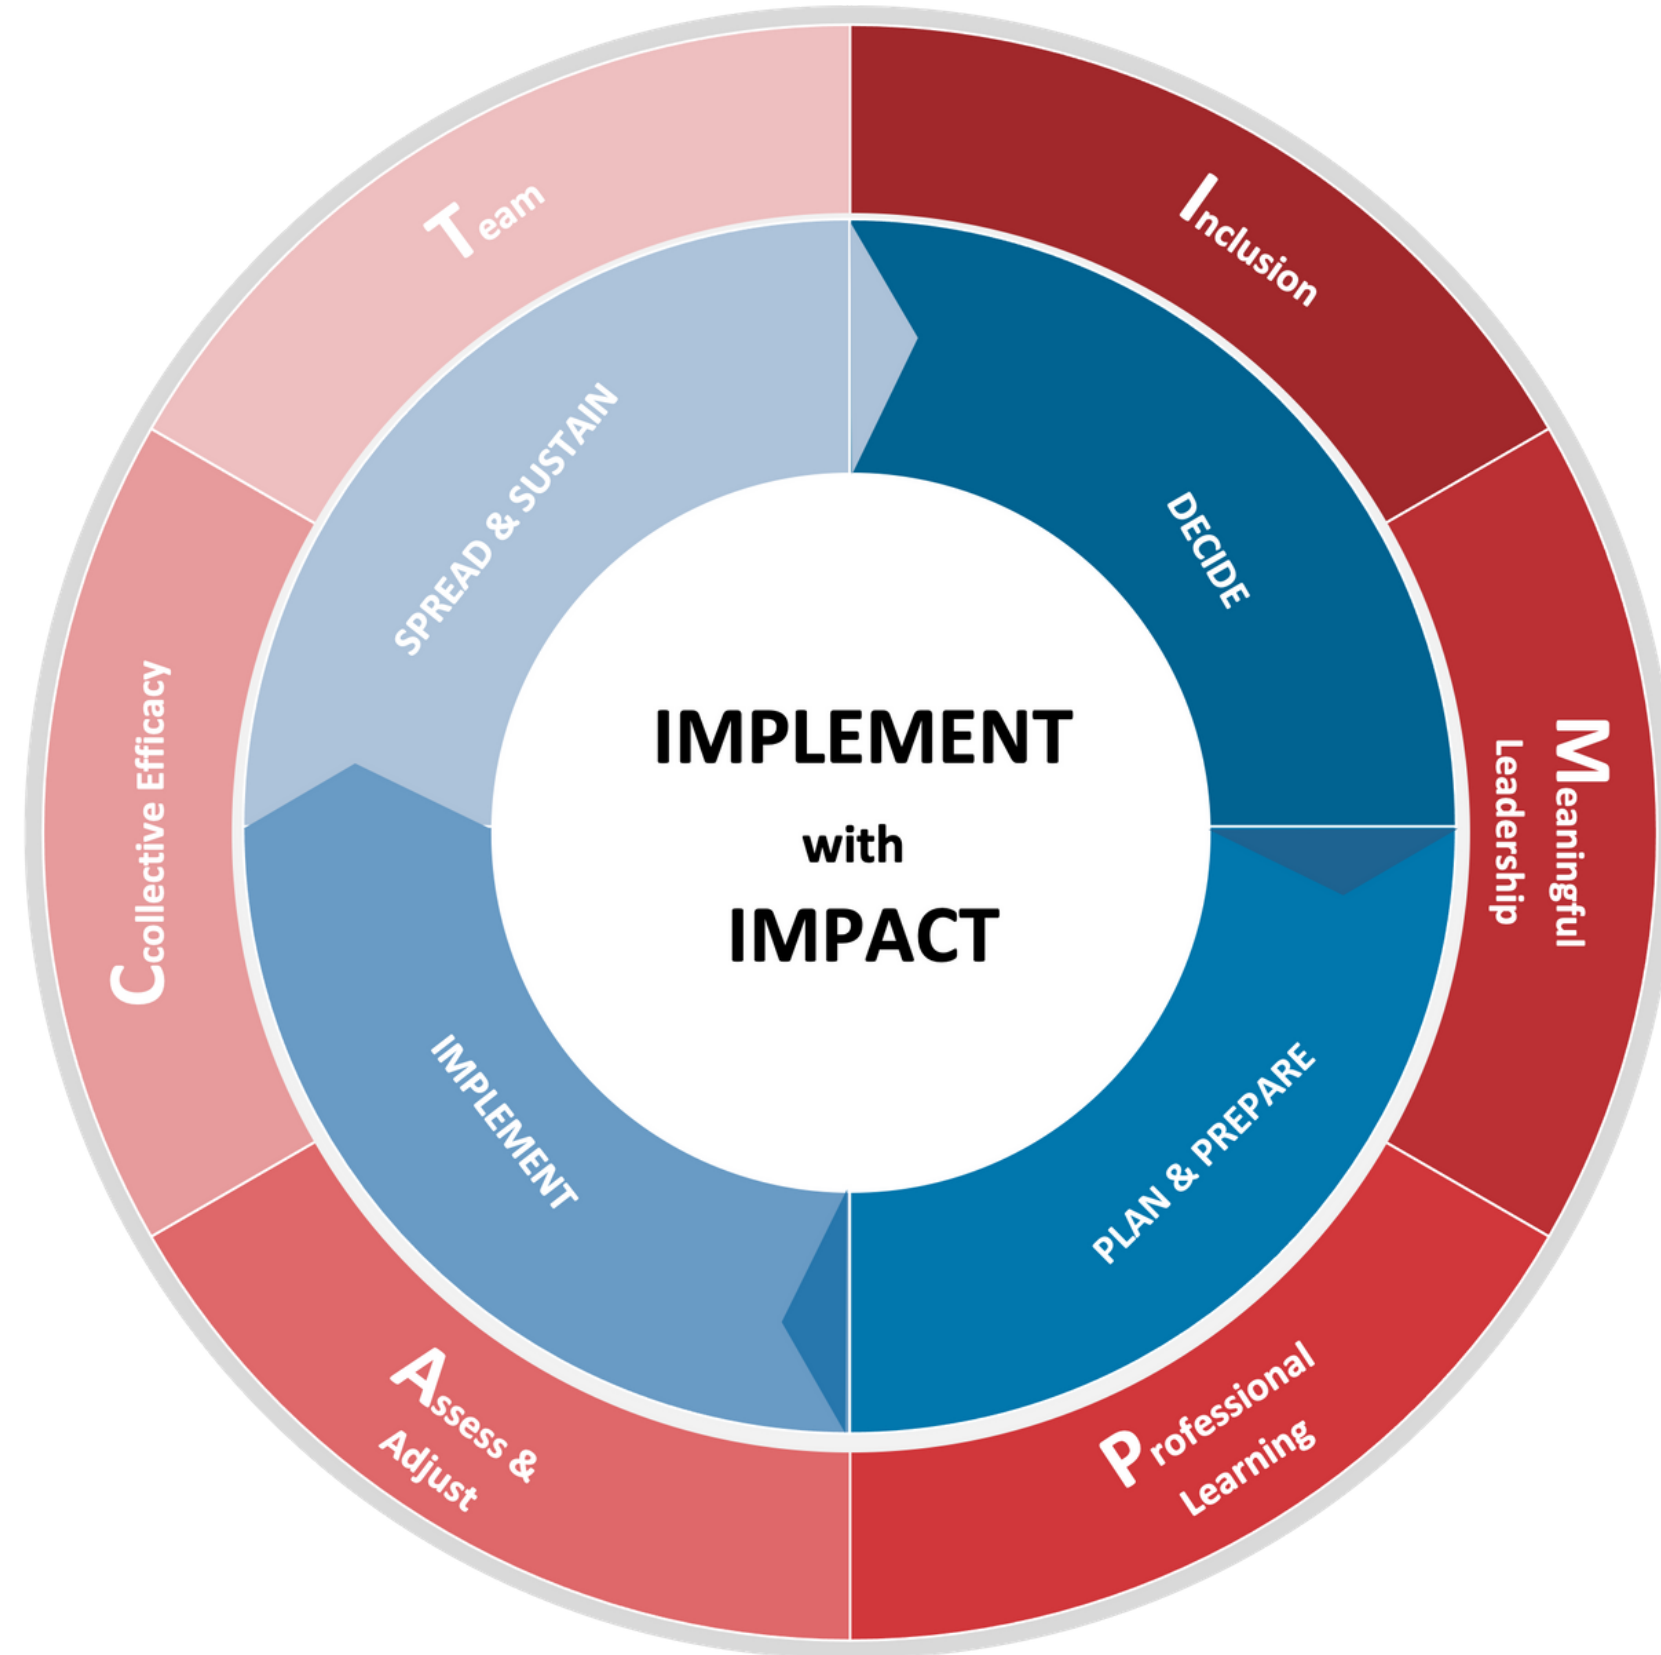 IMPLEMENT
with
IMPACT
DECIDE
PLAN & PREPARE
IMPLEMENT
SPREAD & SUSTAIN
Inclusion
Meaningful
Leadership
Professional
Learning
Assess &
Adjust
Ccollective Efficacy
Team